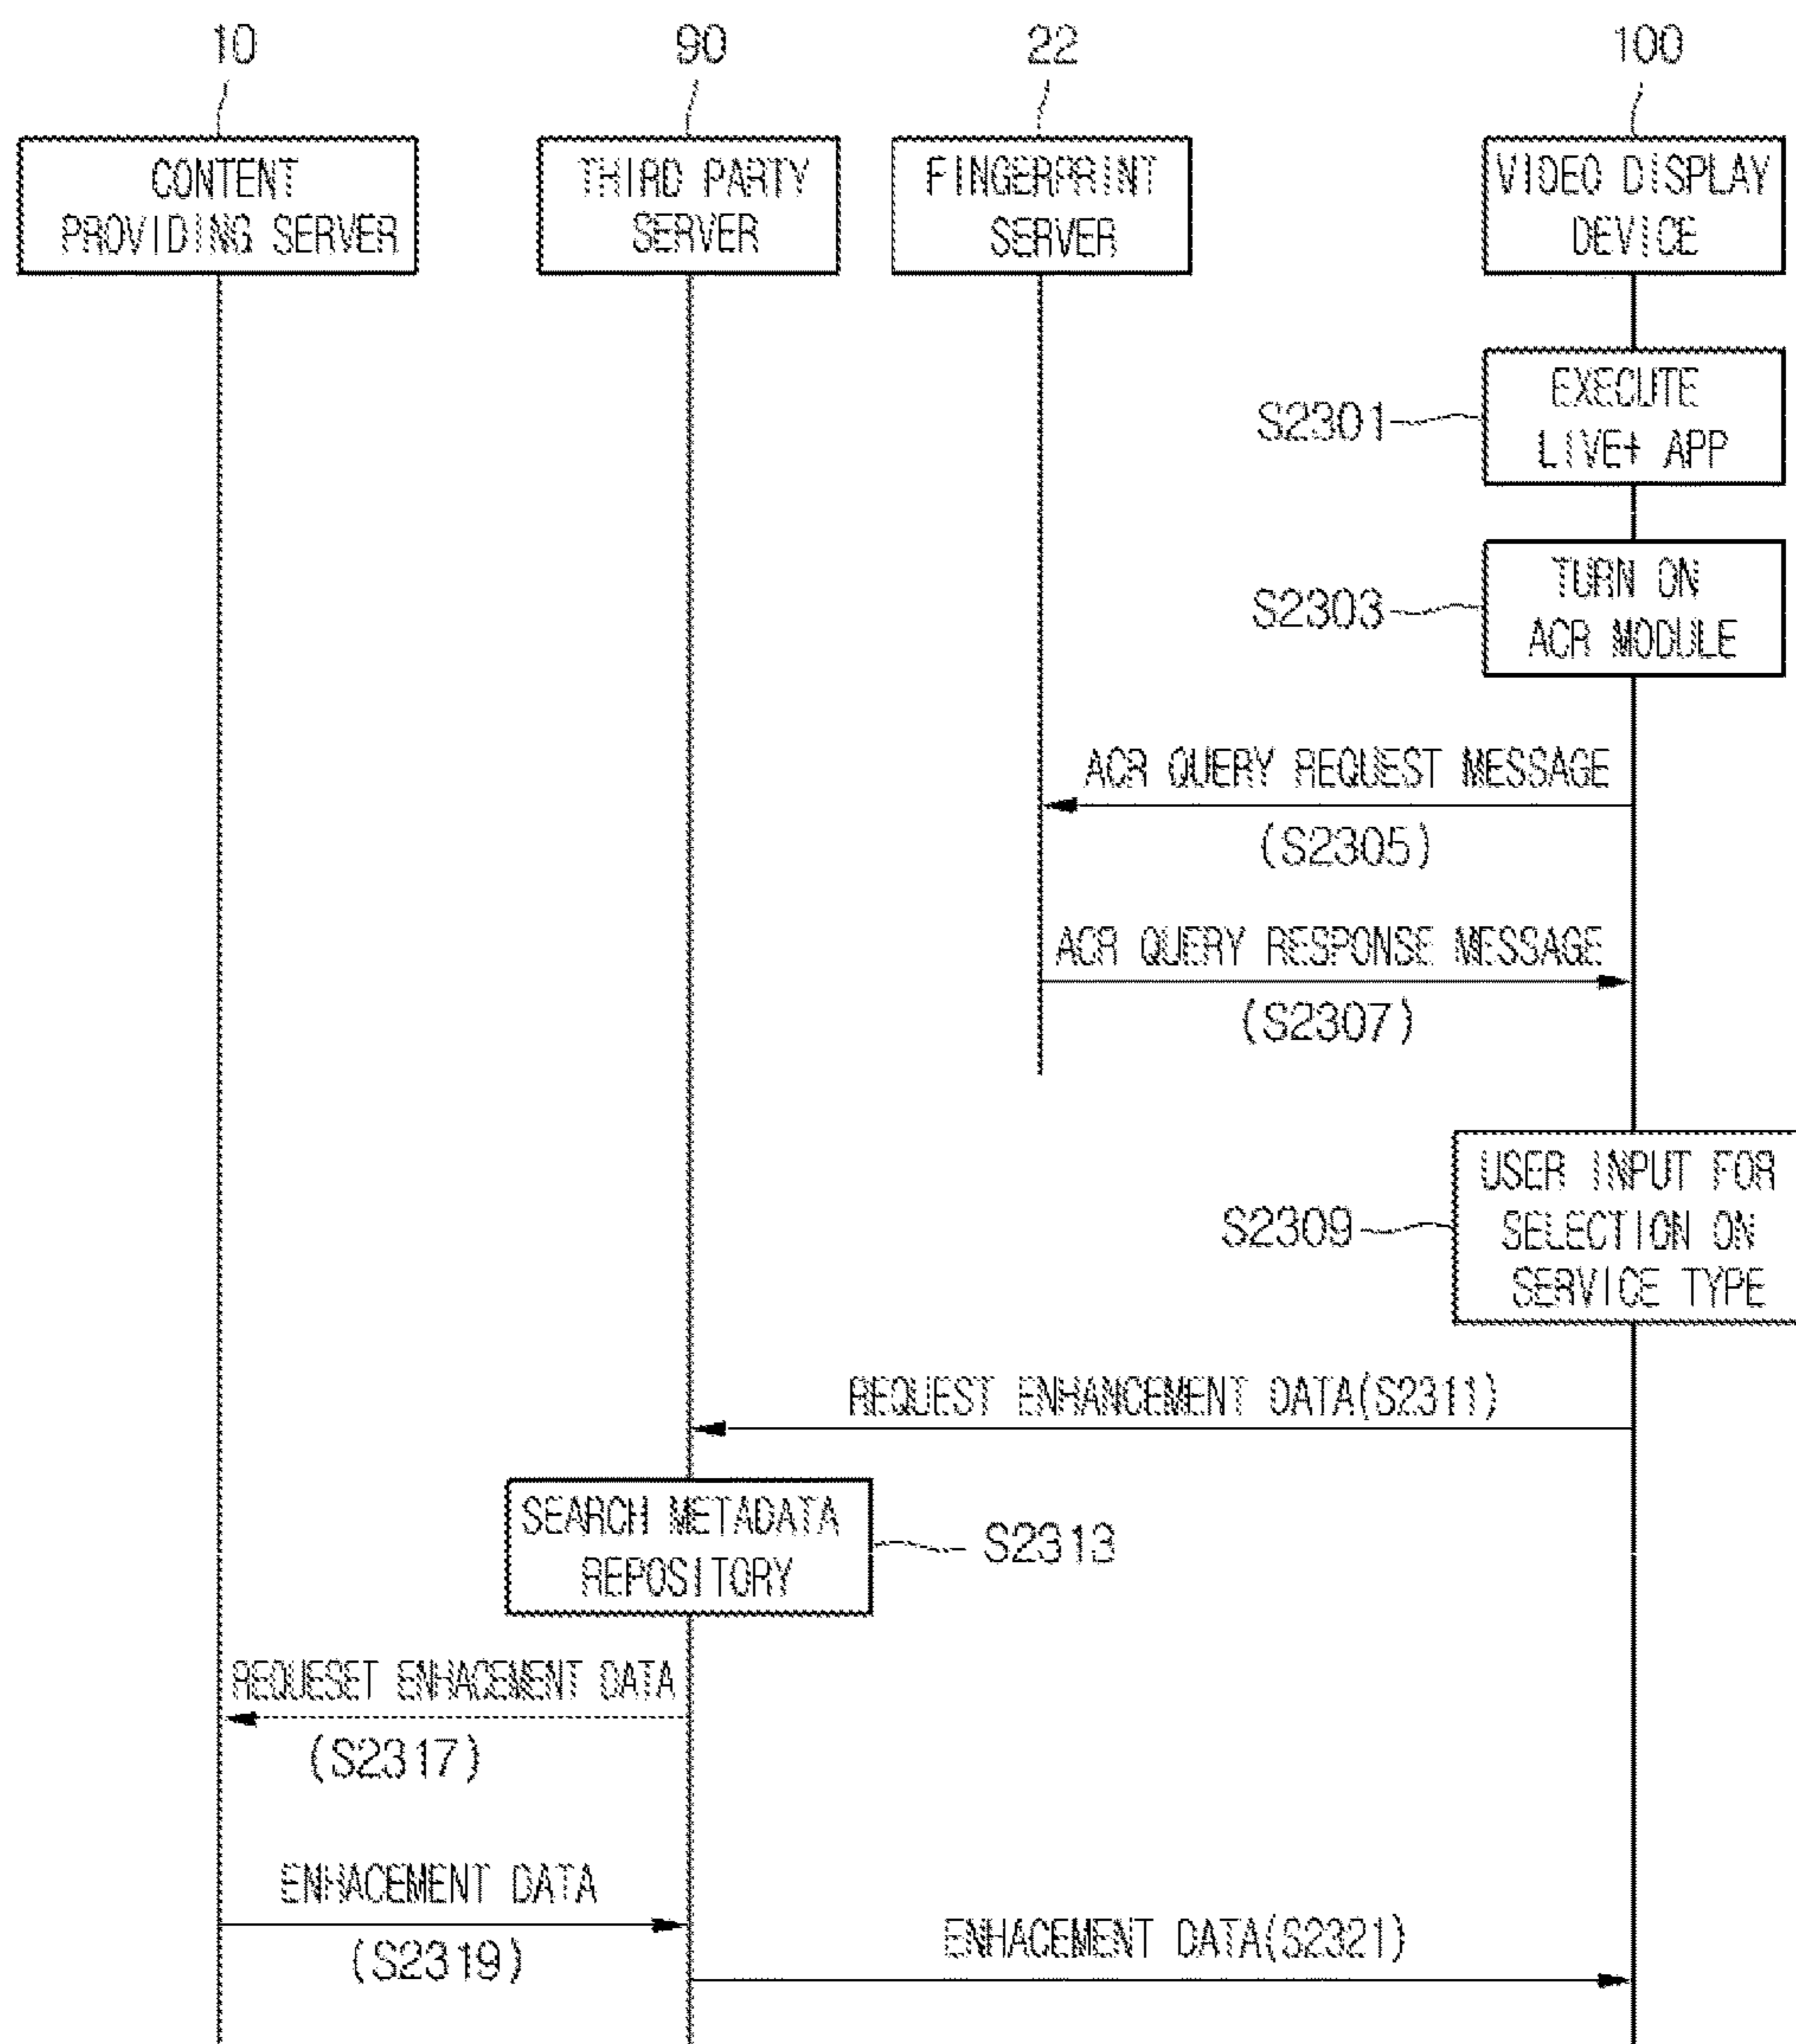 10
90
22
100
CONTENT
PROVIDING SERVER
THIRD PARTY
SERVER
FINGERPRINT
SERVER
VIDEO DISPLAY
DEVICE
S2301
EXECUTE
LIVE+ APP
S2303
TURN ON
ACR MODULE
ACR QUERY REQUEST MESSAGE
(S2305)
ACR QUERY RESPONSE MESSAGE
(S2307)
S2309
USER INPUT FOR
SELECTION ON
SERVICE TYPE
REQUEST ENHANCEMENT DATA(S2311)
SEARCH METADATA
REPOSITORY
S2313
REQUESET ENHACEMENT DATA
(S2317)
ENHACEMENT DATA
(S2319)
ENHACEMENT DATA(S2321)